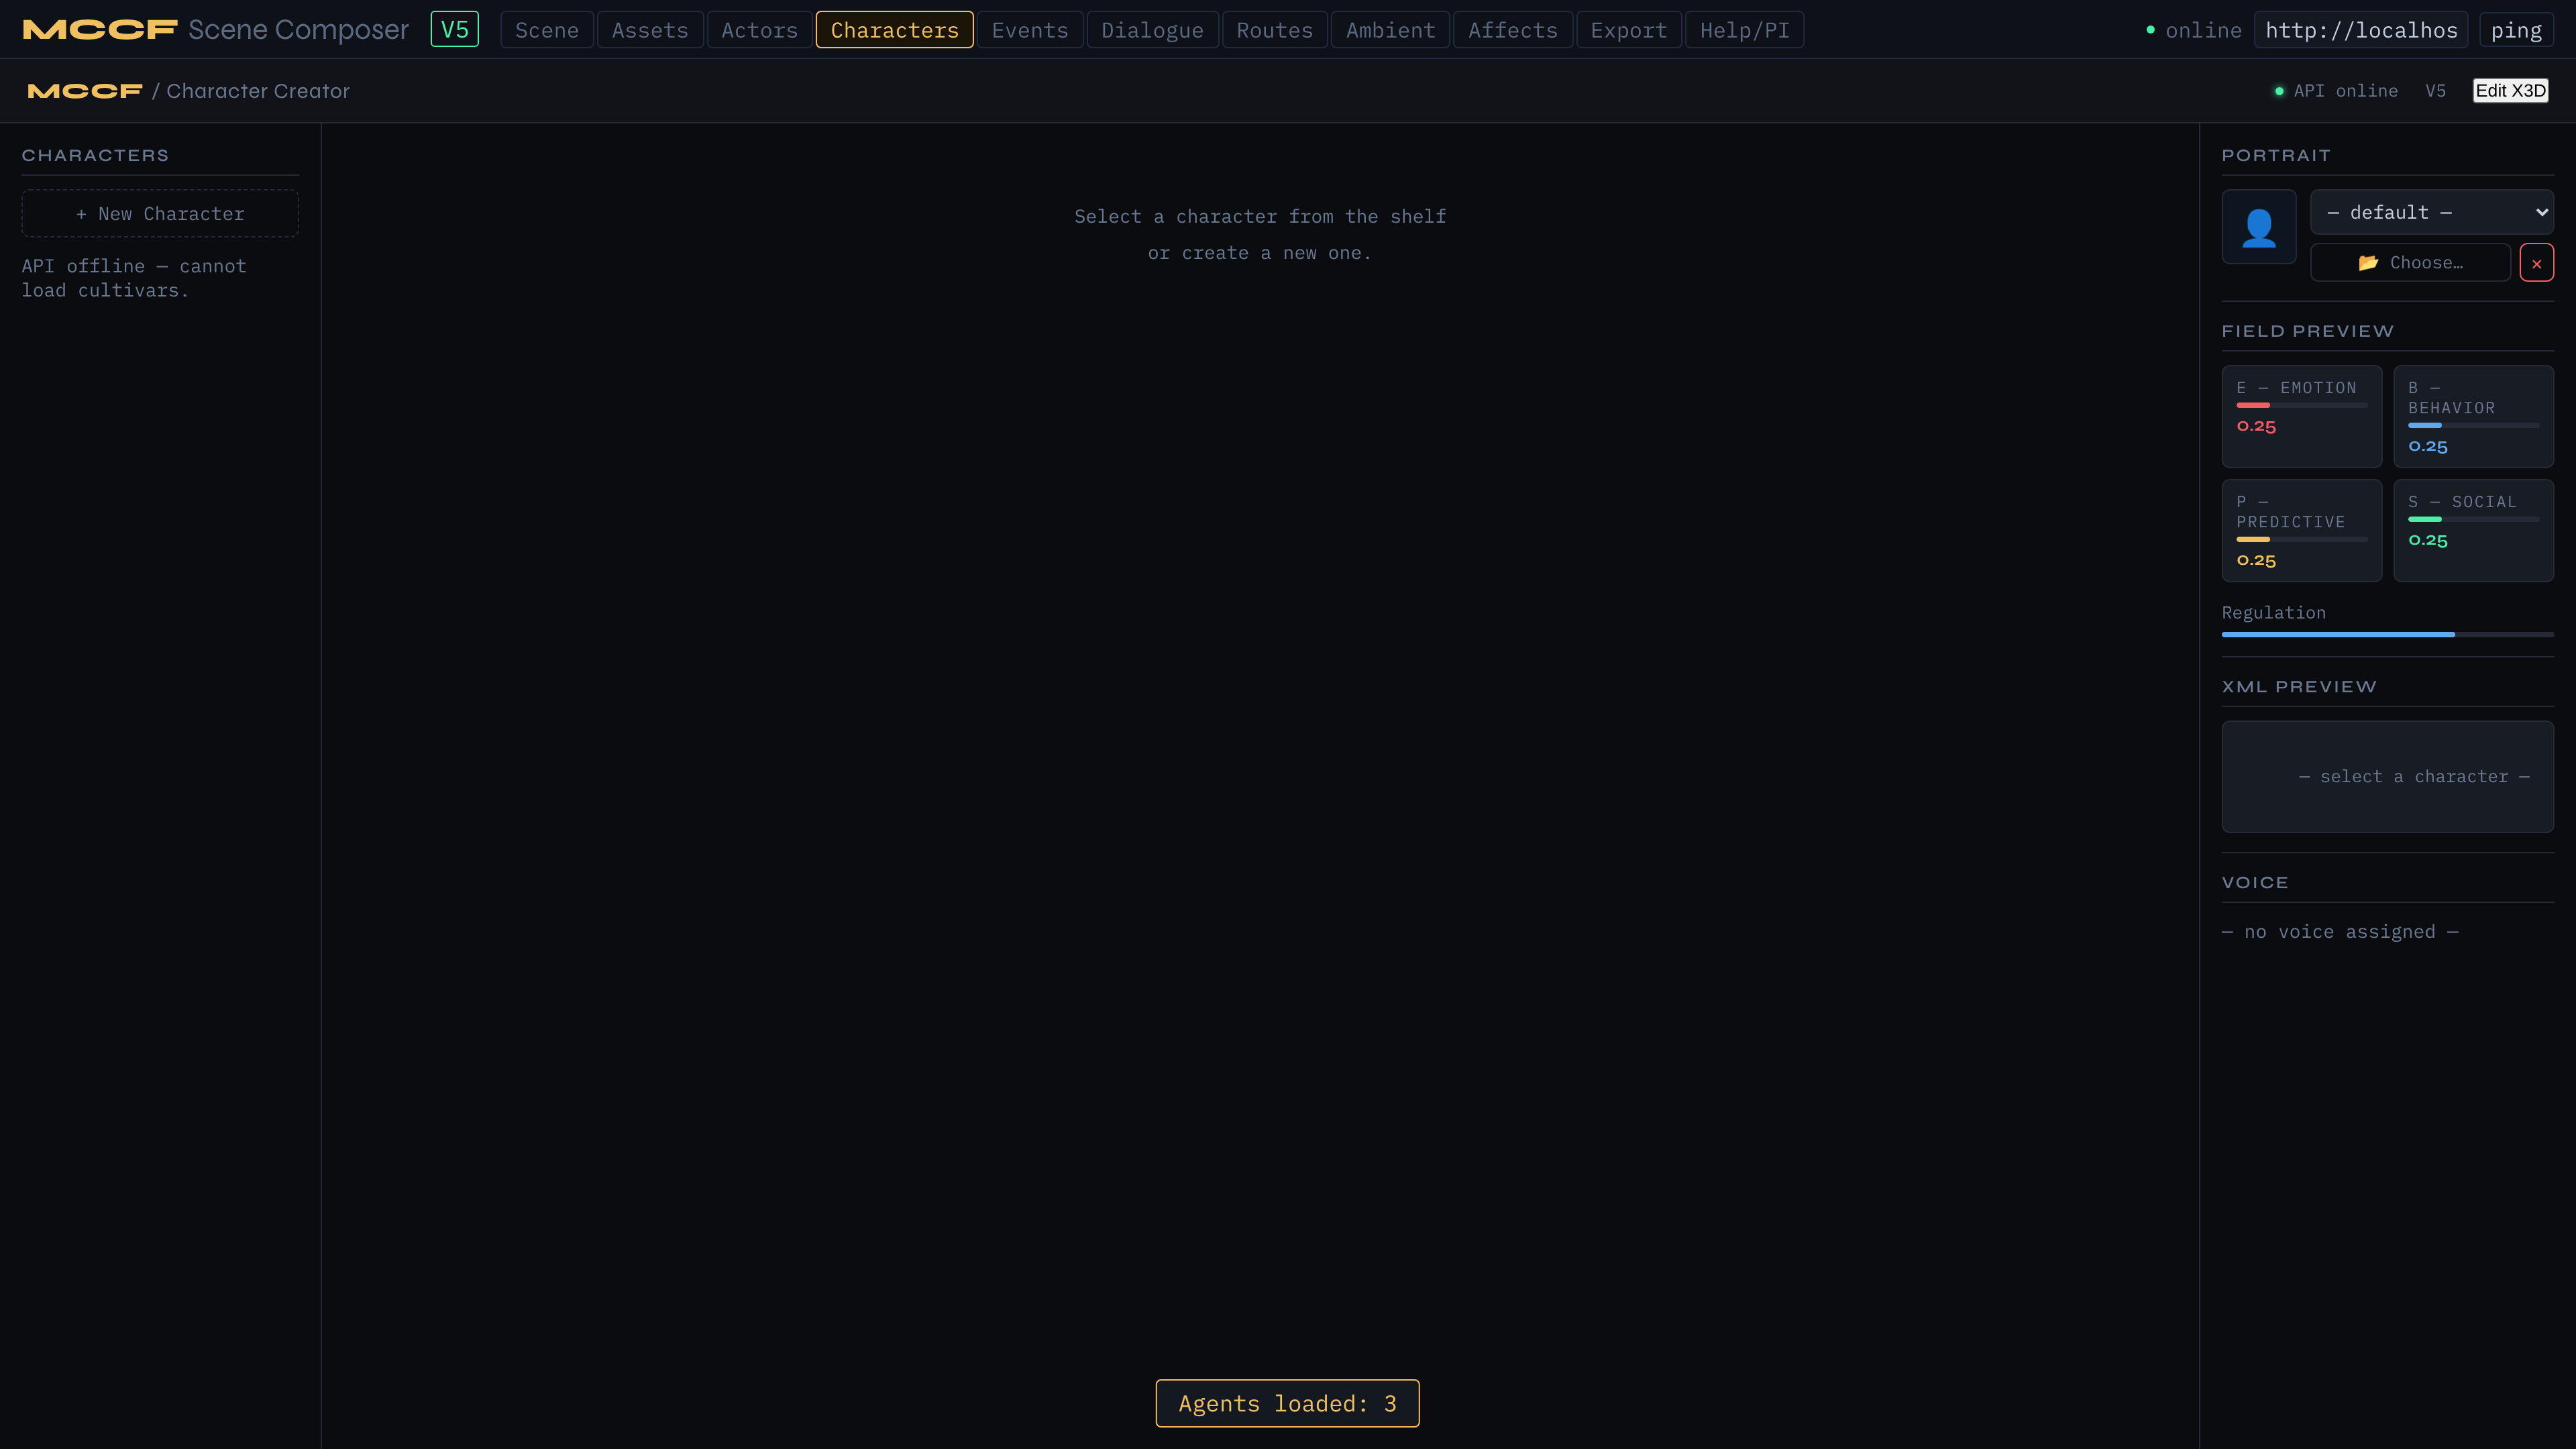 MCCF Scene Composer V5 Scene Assets Actors Characters Events Dialogue Routes Ambient Affects Export Help/PI online http://localhos ping
MCCF / Character Creator API online V5 Edit X3D
CHARACTERS
+ New Character
API offline — cannot
load cultivars.
Select a character from the shelf
or create a new one.
Agents loaded: 3
PORTRAIT
— default —
Choose…
×
FIELD PREVIEW
E — EMOTION
0.25
B —
BEHAVIOR
0.25
P —
PREDICTIVE
0.25
S — SOCIAL
0.25
Regulation
XML PREVIEW
— select a character —
VOICE
— no voice assigned —